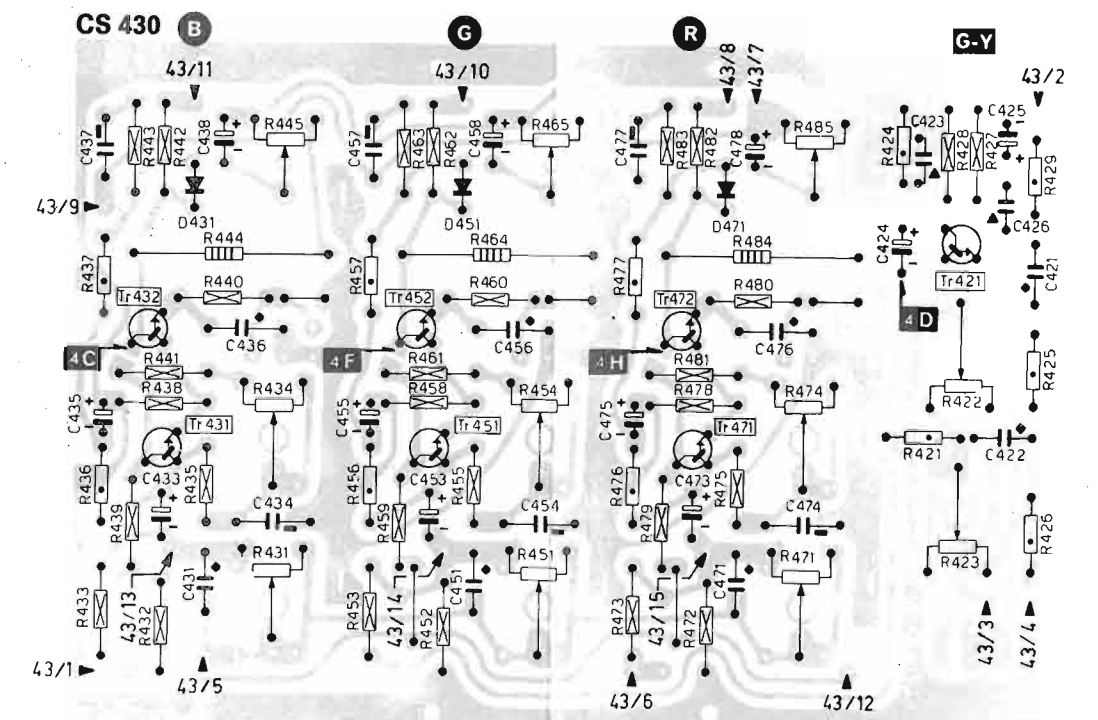 CS 430 B G R G-Y
43/11 43/10 43/8 43/7 43/2
C437 R443 R442 C438 R445
C457 R463 R462 C458 R465
C477 R483 R482 C478 R485
R424 C423 R428 R427 C425 R429
43/9 D431 D451 D471
C424 C426 C421
Tr421
R437 R444 R440
R457 R464 R460
R477 R484 R480
4D
Tr432 C436
Tr452 C456
Tr472 C476
4C R441 R438 R434
4F R461 R458 R454
4H R481 R478 R474
R422 R425
C435 Tr431
C455 Tr451
C475 Tr471
R421 C422
R436 C433 R435 C434
R456 C453 R455 C454
R476 C473 R475 C474
R439 R431
R459 R451
R479 R471
R423 R426
R433 43/13 R432 C431
R453 43/14 R452 C451
R473 43/15 R472 C471
43/3 43/4
43/1 43/5 43/6 43/12